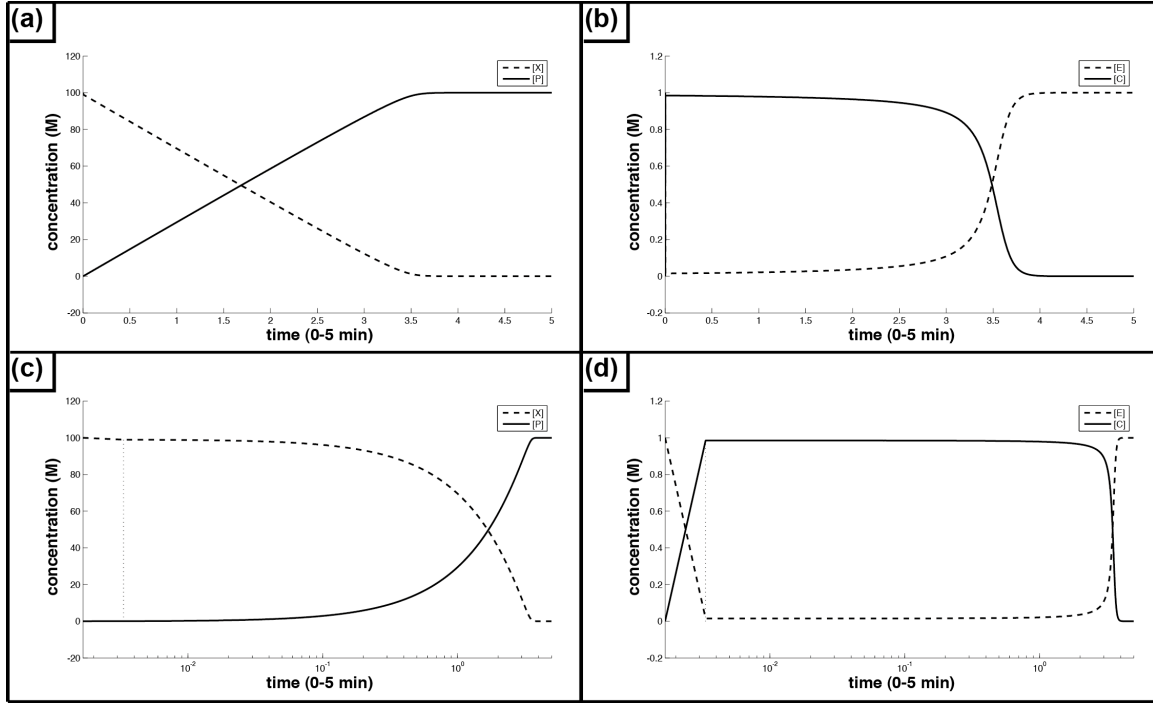 (a)
120
100
80
60
40
20
0
-20
concentration (M)
[X]
[P]
0 0.5 1 1.5 2 2.5 3 3.5 4 4.5 5
time (0-5 min)
(b)
1.2
1
0.8
0.6
0.4
0.2
0
-0.2
concentration (M)
[E]
[C]
0 0.5 1 1.5 2 2.5 3 3.5 4 4.5 5
time (0-5 min)
(c)
120
100
80
60
40
20
0
-20
concentration (M)
[X]
[P]
10⁻² 10⁻¹ 10⁰
time (0-5 min)
(d)
1.2
1
0.8
0.6
0.4
0.2
0
-0.2
concentration (M)
[E]
[C]
10⁻² 10⁻¹ 10⁰
time (0-5 min)